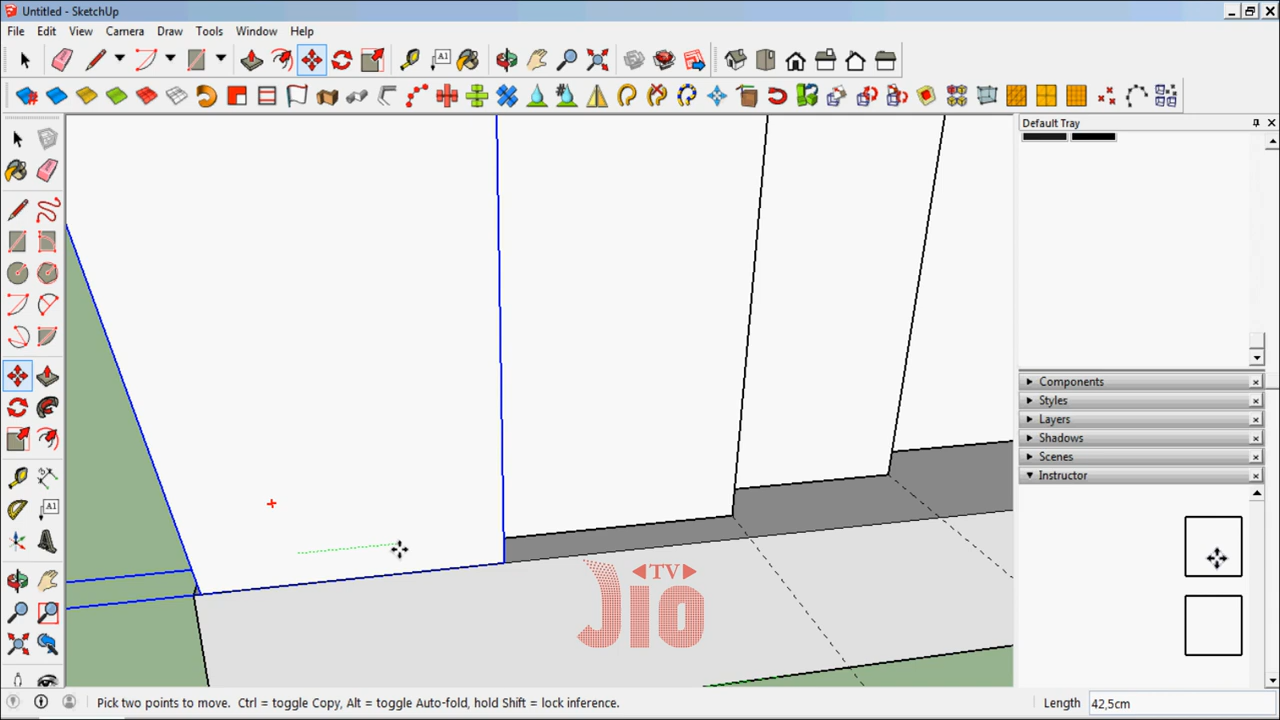 Untitled - SketchUp
File Edit View Camera Draw Tools Window Help
A1
Default Tray
Components
Styles
Layers
Shadows
Scenes
Instructor
A1
TV
JIO
Pick two points to move. Ctrl = toggle Copy, Alt = toggle Auto-fold, hold Shift = lock inference.
Length 42,5cm